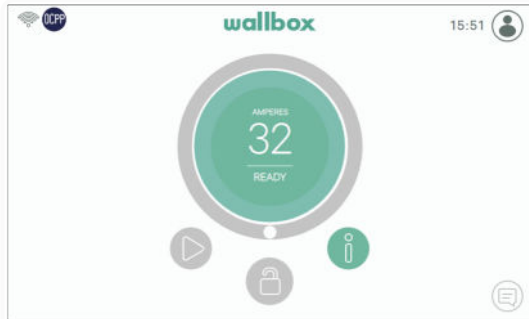 OCPP
wallbox
15:51
AMPERES
32
READY
i